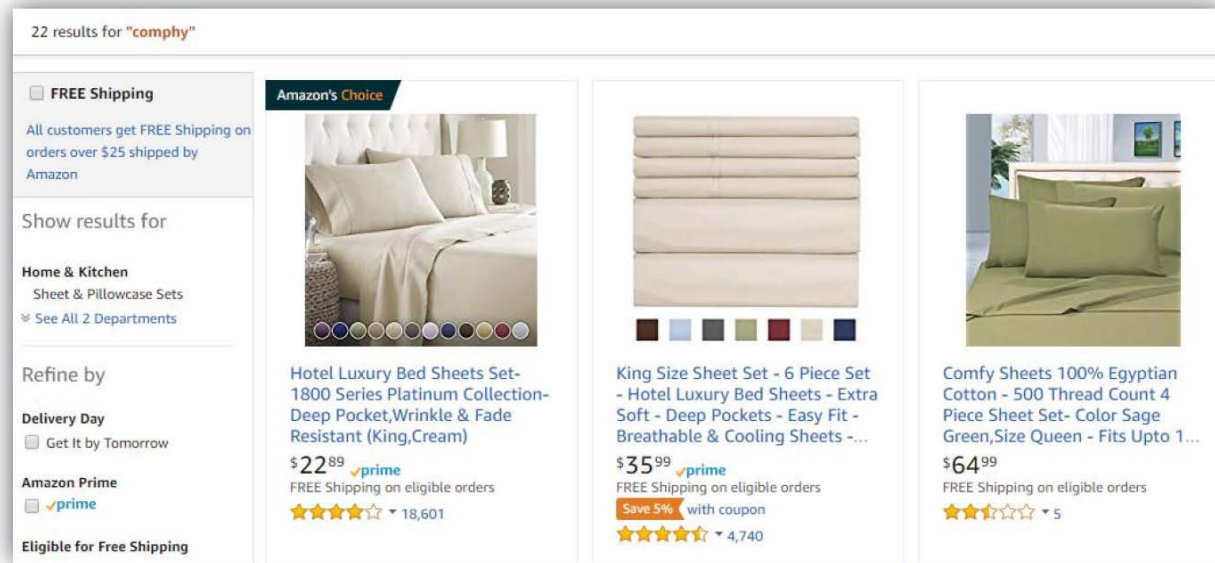 22 results for "comphy"
FREE Shipping
All customers get FREE Shipping on
orders over $25 shipped by
Amazon
Show results for
Home & Kitchen
Sheet & Pillowcase Sets
See All 2 Departments
Refine by
Delivery Day
Get It by Tomorrow
Amazon Prime
prime
Eligible for Free Shipping
Amazon's Choice
Hotel Luxury Bed Sheets Set-
1800 Series Platinum Collection-
Deep Pocket,Wrinkle & Fade
Resistant (King,Cream)
$22 89 prime
FREE Shipping on eligible orders
18,601
King Size Sheet Set - 6 Piece Set
- Hotel Luxury Bed Sheets - Extra
Soft - Deep Pockets - Easy Fit -
Breathable & Cooling Sheets -...
$35 99 prime
FREE Shipping on eligible orders
Save 5% with coupon
4,740
Comfy Sheets 100% Egyptian
Cotton - 500 Thread Count 4
Piece Sheet Set- Color Sage
Green,Size Queen - Fits Upto 1...
$64 99
FREE Shipping on eligible orders
5